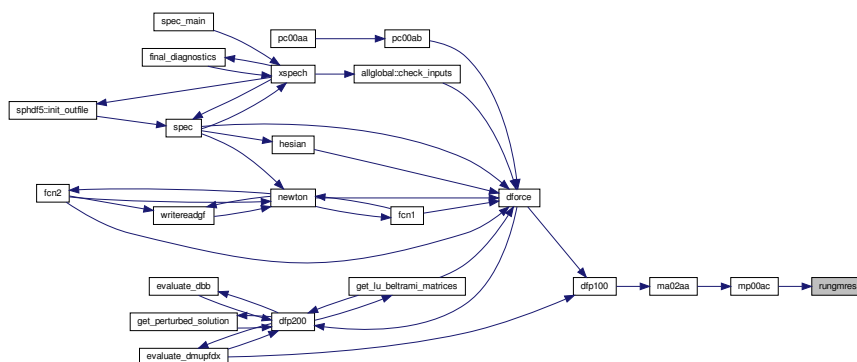 spec_main
pc00aa
pc00ab
final_diagnostics
xspech
allglobal::check_inputs
sphdf5::init_outfile
spec
hesian
fcn2
newton
dforce
writereadgf
fcn1
evaluate_dbb
get_lu_beltrami_matrices
dfp100
ma02aa
mp00ac
rungmres
get_perturbed_solution
dfp200
evaluate_dmupfdx